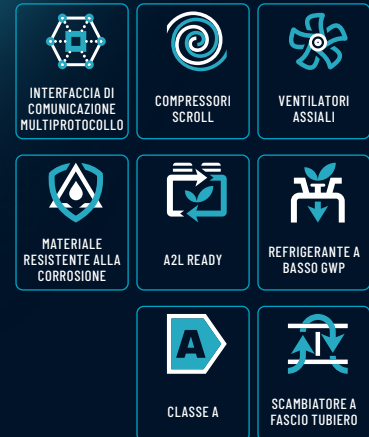 INTERFACCIA DI
COMUNICAZIONE
MULTIPROTOCOLLO
COMPRESSORI
SCROLL
VENTILATORI
ASSIALI
MATERIALE
RESISTENTE ALLA
CORROSIONE
A2L READY
REFRIGERANTE A
BASSO GWP
A
CLASSE A
SCAMBIATORE A
FASCIO TUBIERO